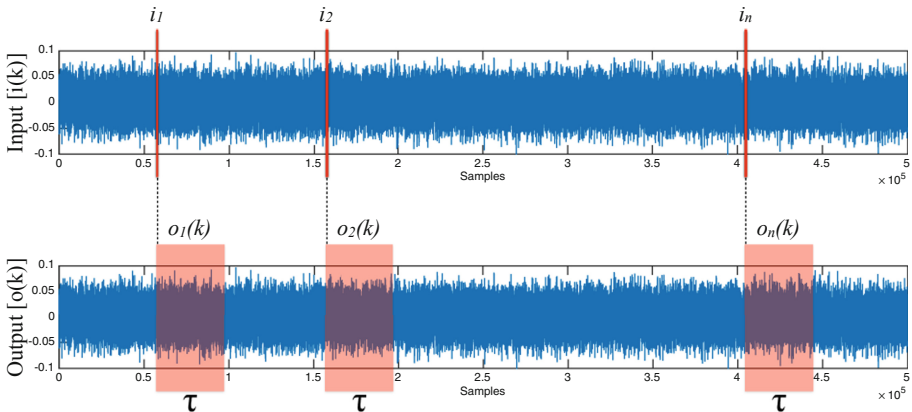 i1 i2 in
Input [i(k)]
0.1
0.05
0
-0.05
-0.1
0 0.5 1 1.5 2 2.5 3 3.5 4 4.5 5
Samples
×10^5
o1(k) o2(k) on(k)
Output [o(k)]
0.1
0.05
0
-0.05
-0.1
0 0.5 1 1.5 2 2.5 3 3.5 4 4.5 5
τ τ Samples τ
×10^5